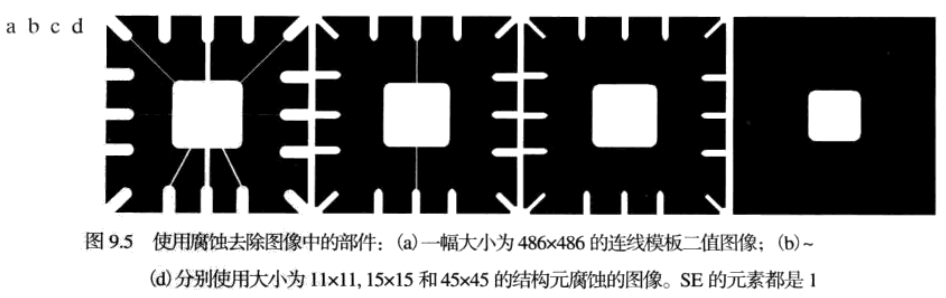 a b c d
图 9.5 使用腐蚀去除图像中的部件：(a)一幅大小为 486×486 的连线模板二值图像；(b)~
(d)分别使用大小为 11×11, 15×15 和 45×45 的结构元腐蚀的图像。SE 的元素都是 1